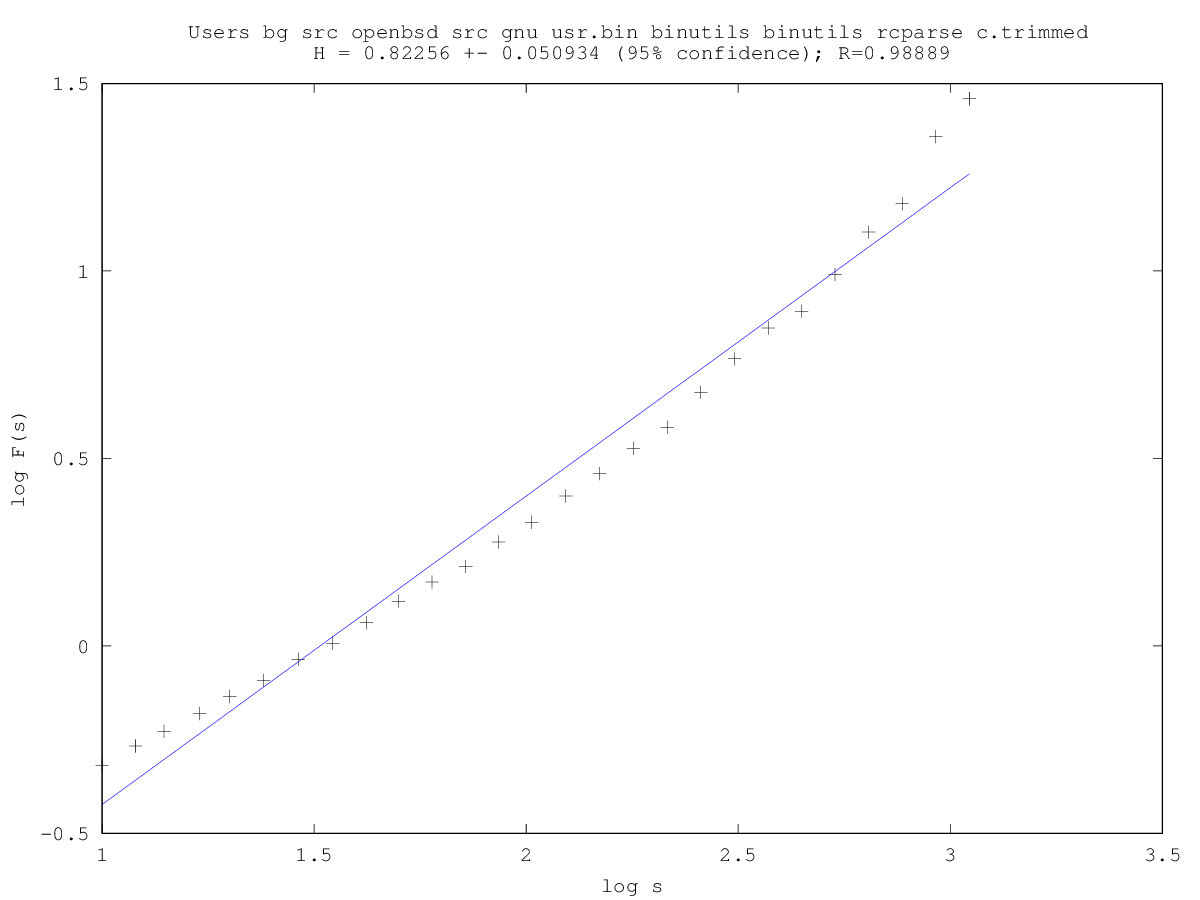 Users bg src openbsd src gnu usr.bin binutils binutils rcparse c.trimmed
H = 0.82256 +- 0.050934 (95% confidence); R=0.98889
1.5
1
0.5
0
-0.5
log F(s)
1 1.5 2 2.5 3 3.5
log s